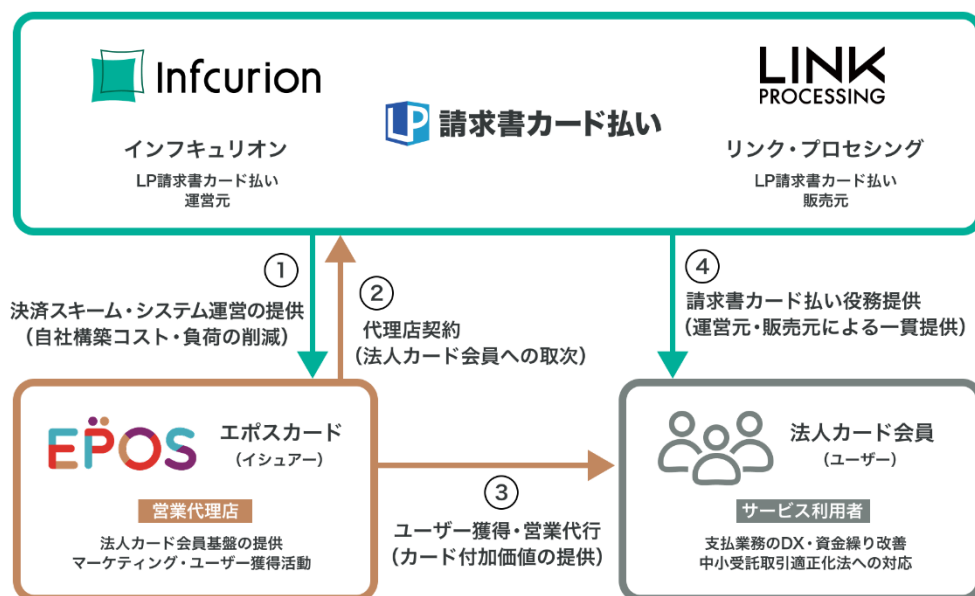 Infcurion
インフキュリオン
LP請求書カード払い
運営元
LP 請求書カード払い
LINK
PROCESSING
リンク・プロセシング
LP請求書カード払い
販売元
①
決済スキーム・システム運営の提供
（自社構築コスト・負荷の削減）
②
代理店契約
（法人カード会員への取次）
④
請求書カード払い役務提供
（運営元・販売元による一貫提供）
EPOS
エポスカード
（イシュアー）
営業代理店
法人カード会員基盤の提供
マーケティング・ユーザー獲得活動
③
ユーザー獲得・営業代行
（カード付加価値の提供）
法人カード会員
（ユーザー）
サービス利用者
支払業務のDX・資金繰り改善
中小受託取引適正化法への対応